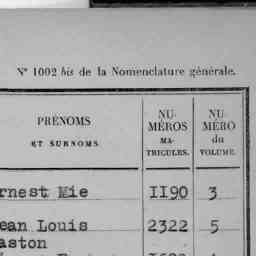 N° 1002 bis de la Nomenclature générale.
PRÉNOMS
ET SURNOMS.
NU-
MÉROS
MA-
TRICULES.
NU-
MÉRO
du
VOLUME.
rnest Mie 1190 3
ean Louis 2322 5
aston